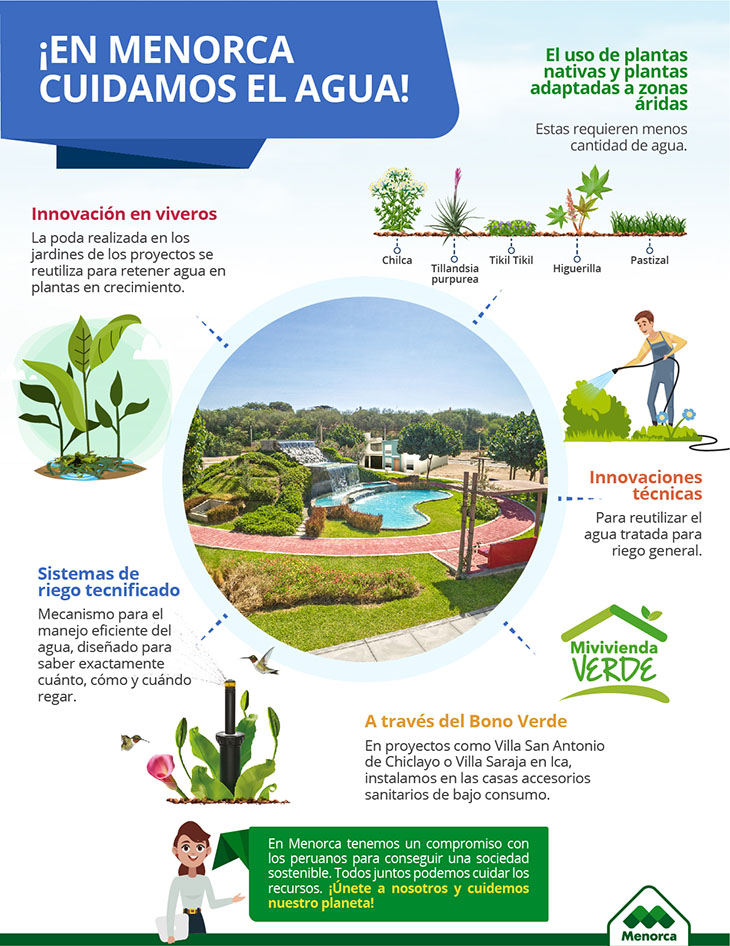 ¡EN MENORCA
CUIDAMOS EL AGUA!
El uso de plantas
nativas y plantas
adaptadas a zonas
áridas
Estas requieren menos
cantidad de agua.
Chilca
Tillandsia
purpurea
Tikil Tikil
Higuerilla
Pastizal
Innovación en viveros
La poda realizada en los
jardines de los proyectos se
reutiliza para retener agua en
plantas en crecimiento.
Innovaciones
técnicas
Para reutilizar el
agua tratada para
riego general.
Sistemas de
riego tecnificado
Mecanismo para el
manejo eficiente del
agua, diseñado para
saber exactamente
cuánto, cómo y cuándo
regar.
Mivivienda
VERDE
A través del Bono Verde
En proyectos como Villa San Antonio
de Chiclayo o Villa Saraja en Ica,
instalamos en las casas accesorios
sanitarios de bajo consumo.
En Menorca tenemos un compromiso con
los peruanos para conseguir una sociedad
sostenible. Todos juntos podemos cuidar los
recursos. ¡Únete a nosotros y cuidemos
nuestro planeta!
Menorca